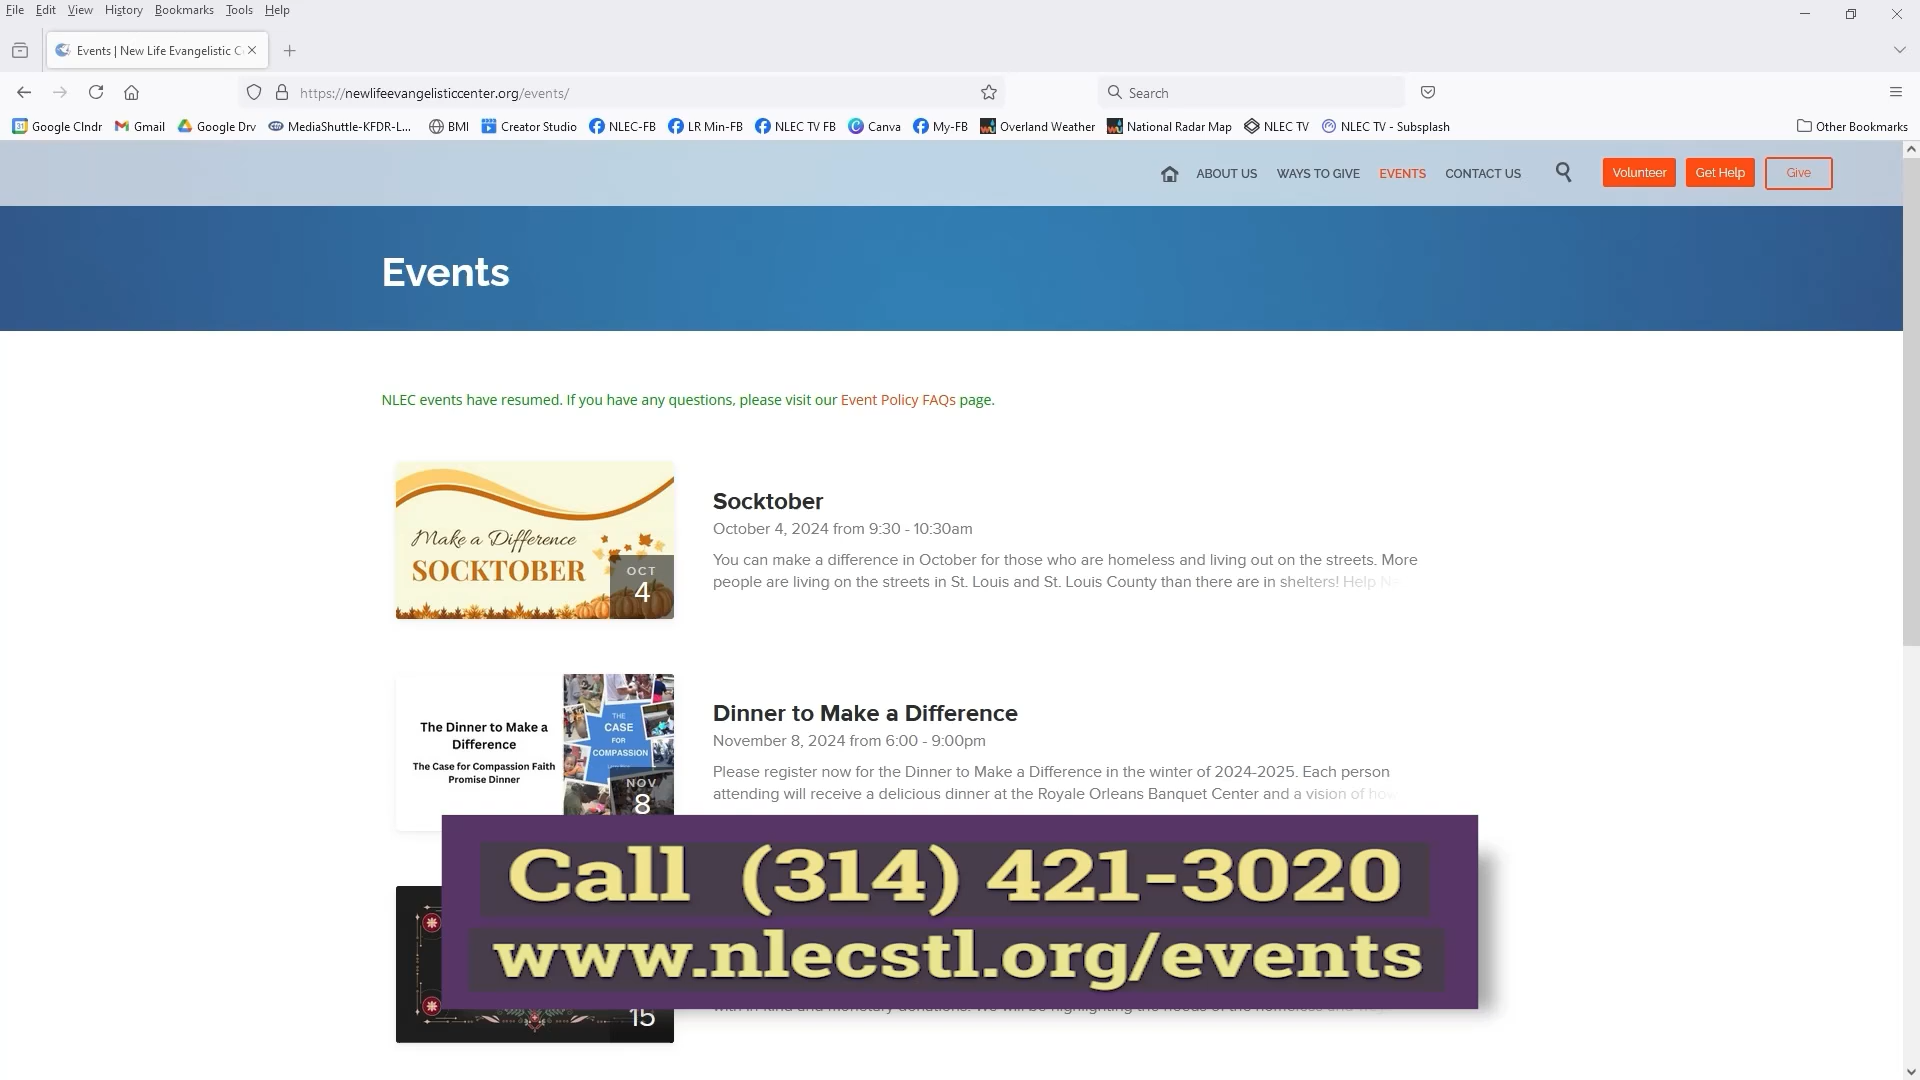 File Edit View History Bookmarks Tools Help
Events | New Life Evangelistic C
https://newlifeevangelisticcenter.org/events/
Search
Google Clndr Gmail Google Drv MediaShuttle-KFDR-L... BMI Creator Studio NLEC-FB LR Min-FB NLEC TV FB Canva My-FB Overland Weather National Radar Map NLEC TV NLEC TV - Subsplash Other Bookmarks
ABOUT US WAYS TO GIVE EVENTS CONTACT US Volunteer Get Help Give
Events
NLEC events have resumed. If you have any questions, please visit our Event Policy FAQs page.
Make a Difference
SOCKTOBER
OCT
4
Socktober
October 4, 2024 from 9:30 - 10:30am
You can make a difference in October for those who are homeless and living out on the streets. More
people are living on the streets in St. Louis and St. Louis County than there are in shelters! Help
The Dinner to Make a
Difference
The Case for Compassion Faith
Promise Dinner
THE
CASE
FOR
COMPASSION
NOV
8
Dinner to Make a Difference
November 8, 2024 from 6:00 - 9:00pm
Please register now for the Dinner to Make a Difference in the winter of 2024-2025. Each person
attending will receive a delicious dinner at the Royale Orleans Banquet Center and a vision of how
Call (314) 421-3020
www.nlecstl.org/events
15